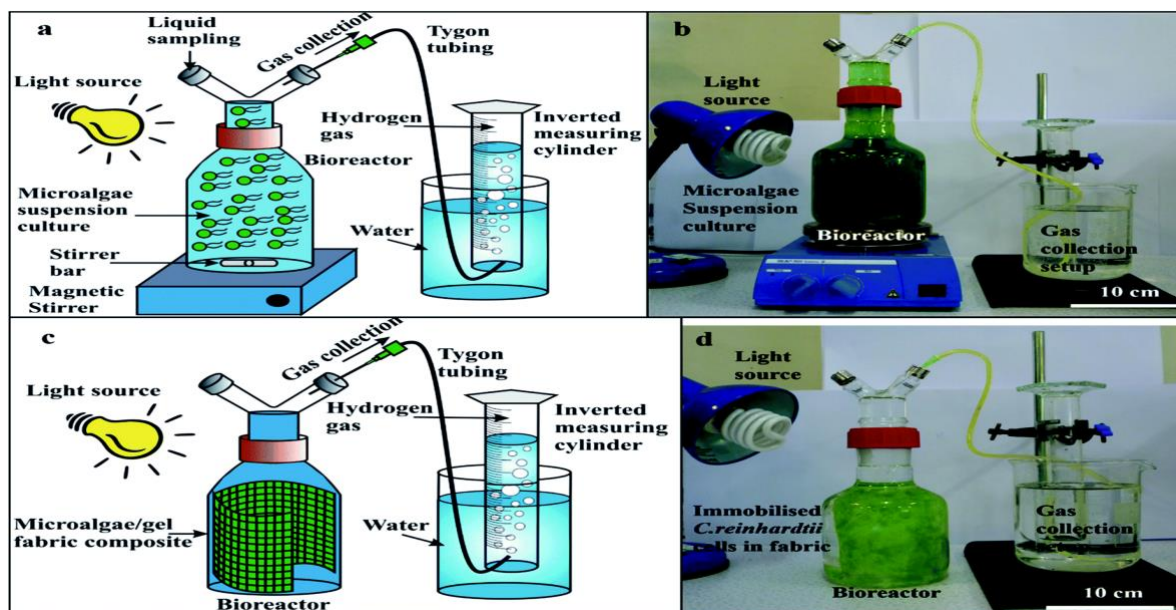 a
Liquid
sampling
Gas collection
Tygon
tubing
Light source
Hydrogen
gas
Inverted
measuring
cylinder
Bioreactor
Microalgae
suspension
culture
Water
Stirrer
bar
Magnetic
Stirrer
b
Light
source
Microalgae
Suspension
culture
Bioreactor
Gas
collection
setup
10 cm
c
Gas collection
Tygon
tubing
Light source
Hydrogen
gas
Inverted
measuring
cylinder
Microalgae/gel
fabric composite
Water
Bioreactor
d
Light
source
Immobilised
C.reinhardtii
cells in fabric
Gas
collection
Bioreactor
10 cm